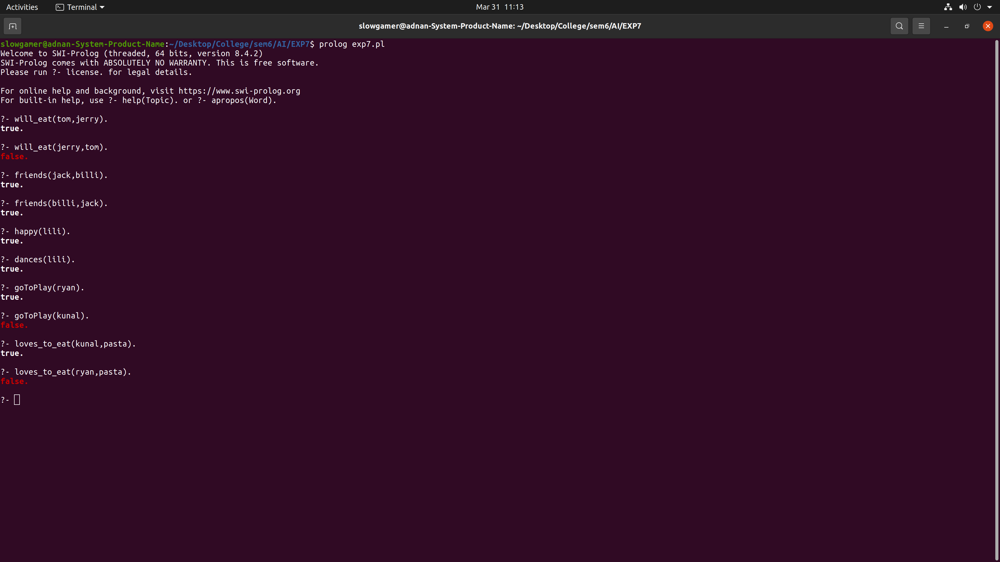 Activities Terminal Mar 31 11:13
slowgamer@adnan-System-Product-Name: ~/Desktop/College/sem6/AI/EXP7
slowgamer@adnan-System-Product-Name:~/Desktop/College/sem6/AI/EXP7$ prolog exp7.pl
Welcome to SWI-Prolog (threaded, 64 bits, version 8.4.2)
SWI-Prolog comes with ABSOLUTELY NO WARRANTY. This is free software.
Please run ?- license. for legal details.
For online help and background, visit https://www.swi-prolog.org
For built-in help, use ?- help(Topic). or ?- apropos(Word).
?- will_eat(tom,jerry).
true.
?- will_eat(jerry,tom).
false.
?- friends(jack,billi).
true.
?- friends(billi,jack).
true.
?- happy(lili).
true.
?- dances(lili).
true.
?- goToPlay(ryan).
true.
?- goToPlay(kunal).
false.
?- loves_to_eat(kunal,pasta).
true.
?- loves_to_eat(ryan,pasta).
false.
?-